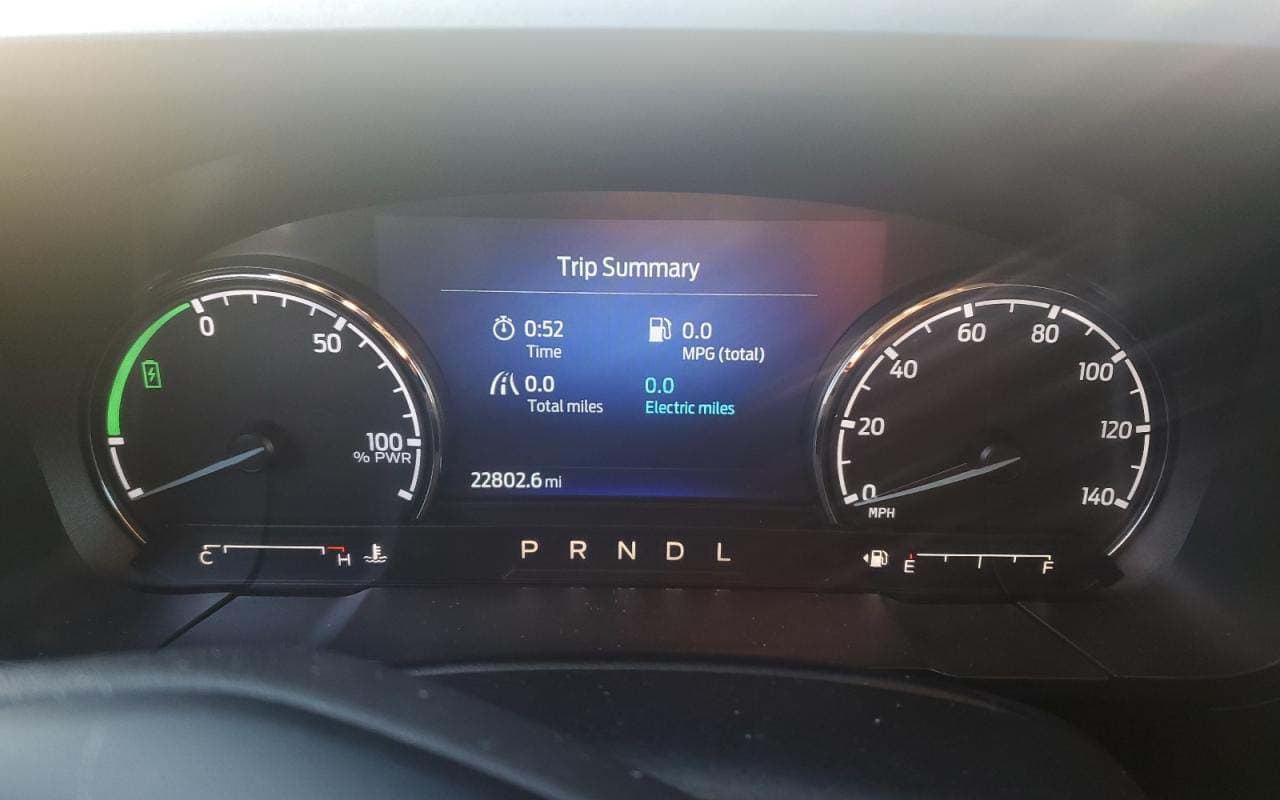 Trip Summary
0:52
Time
0.0
MPG (total)
0.0
Total miles
0.0
Electric miles
22802.6 mi
0
50
100
% PWR
0
20
40
60
80
100
120
140
MPH
C
H
P R N D L
E
F